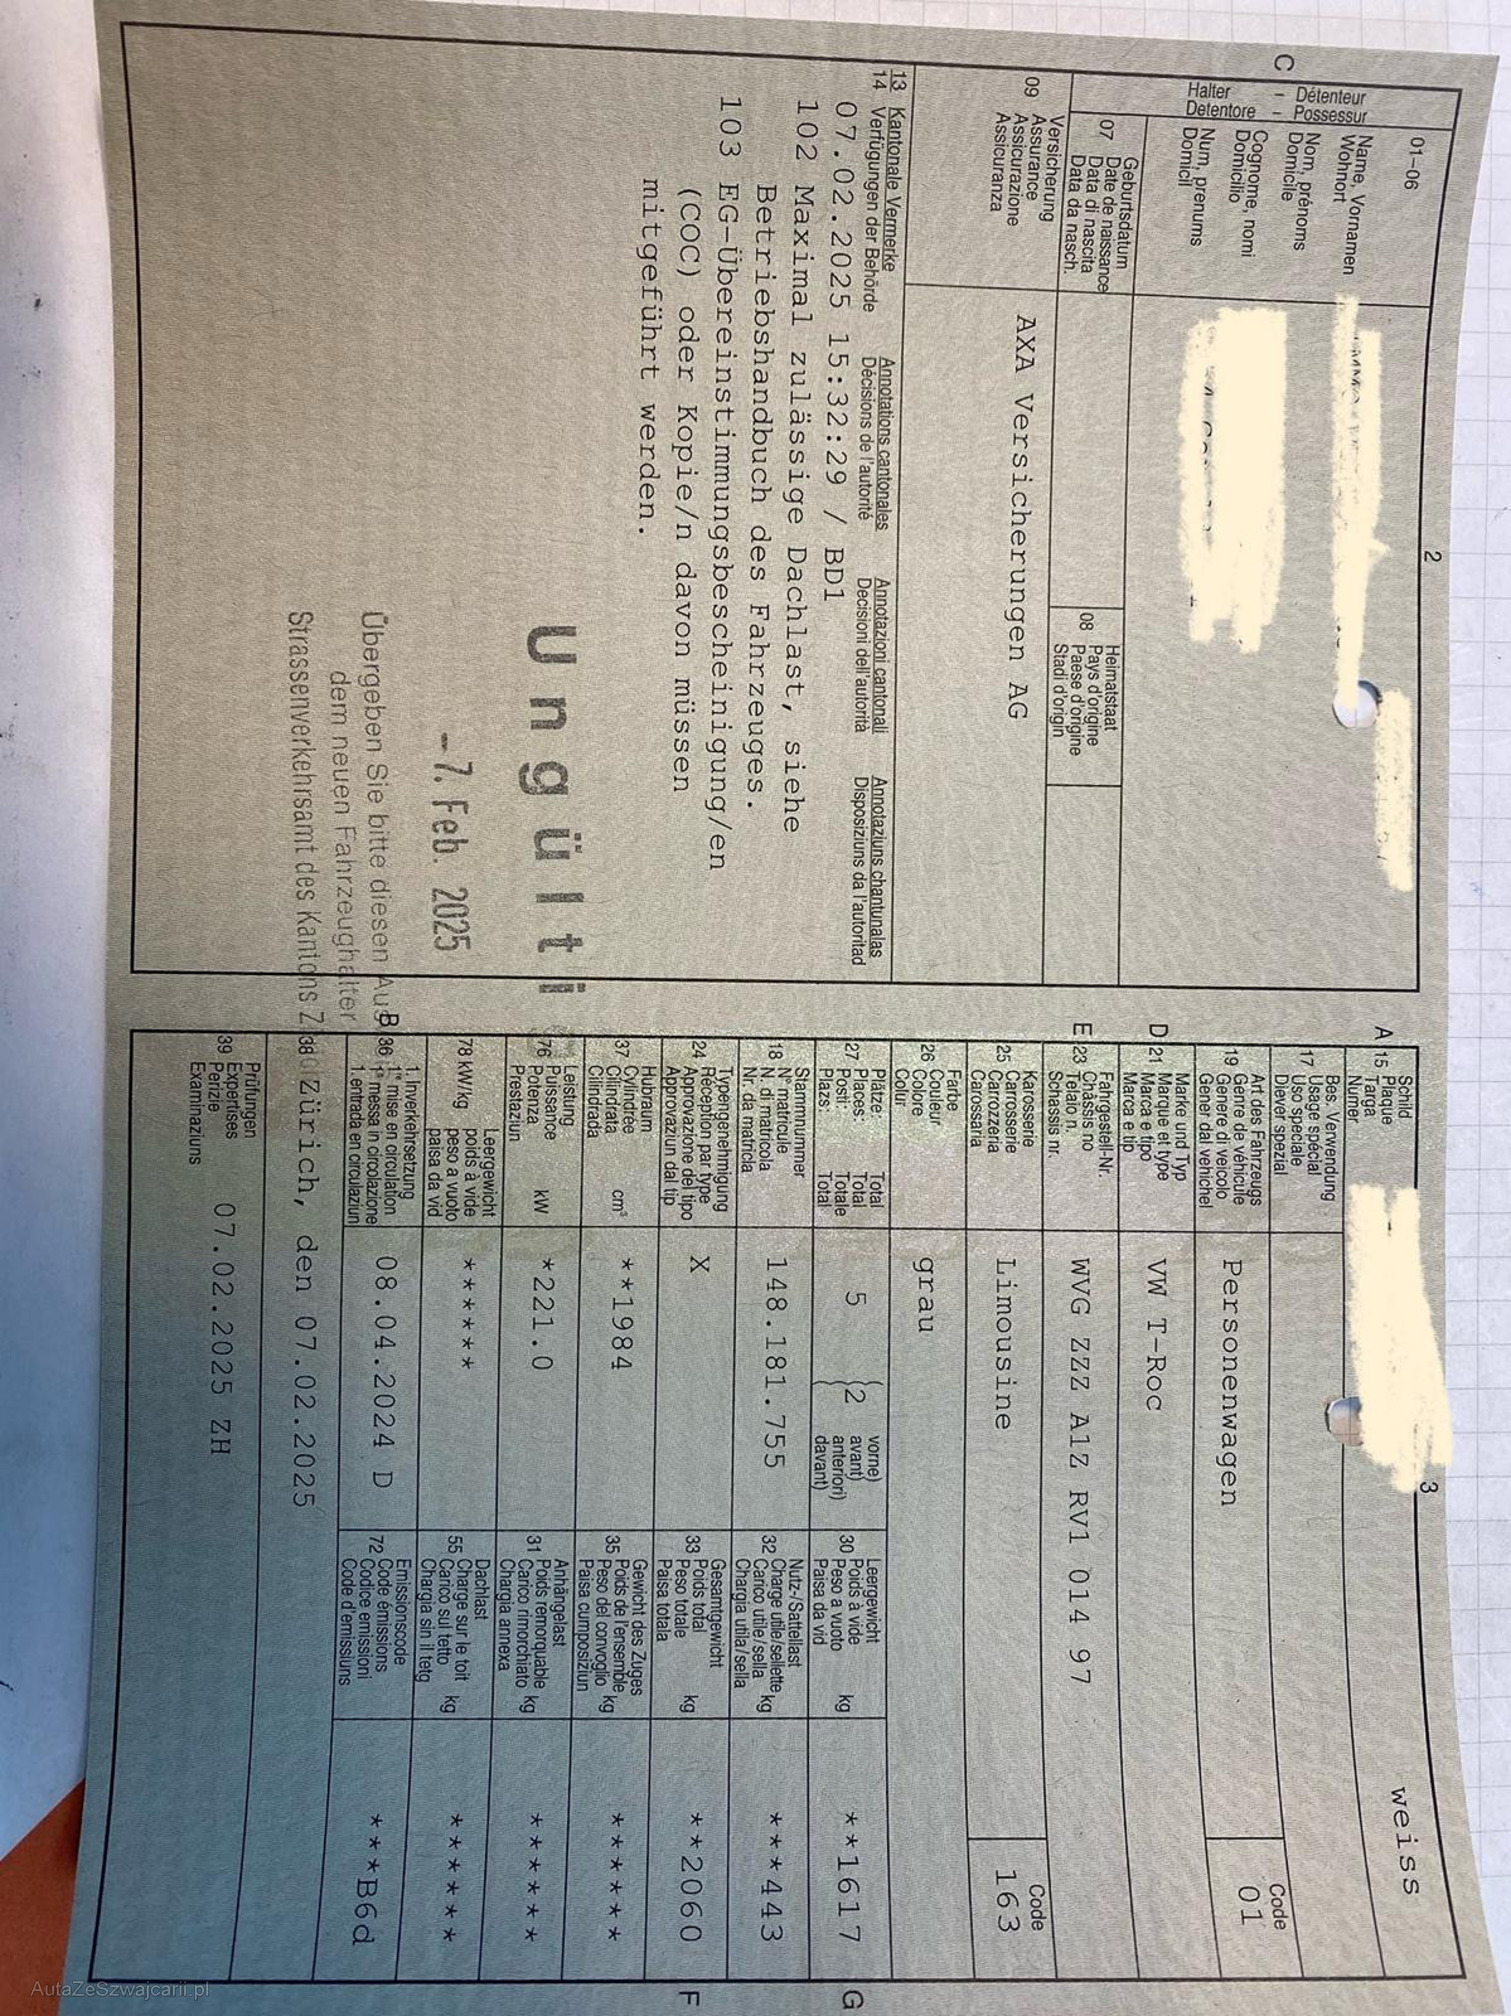 2
C
Halter - Détenteur
Detentore - Possessur
01-06
Name, Vornamen
Wohnort
Nom, prénoms
Domicile
Cognome, nomi
Domicilio
Num, prenums
Domicil
Geburtsdatum
07 Date de naissance
Data di nascita
Data da nasch.
Heimatstaat
08 Pays d'origine
Paese d'origine
Stadi d'origin
Versicherung
09 Assurance
Assicurazione
Assicuranza
AXA Versicherungen AG
13 Kantonale Vermerke Annotations cantonales Annotazioni cantonali Annotaziuns chantunalas
14 Verfügungen der Behörde Décisions de l'autorité Decisioni dell'autorità Disposiziuns da l'autoritad
07.02.2025 15:32:29 / BD1
102 Maximal zulässige Dachlast, siehe
Betriebshandbuch des Fahrzeuges.
103 EG-Übereinstimmungsbescheinigung/en
(COC) oder Kopie/n davon müssen
mitgeführt werden.
Ungülti
-7. Feb. 2025
Übergeben Sie bitte diesen Aus
dem neuen Fahrzeughalter
Strassenverkehrsamt des Kantons Z
3
A
Schild
15 Plaque
Targa
Numer
weiss
Bes. Verwendung
17 Usage spécial
Uso speciale
Diever spezial
Art des Fahrzeugs
19 Genre de véhicule
Genere di veicolo
Gener dal vehichel
Personenwagen
Code
01
D
Marke und Typ
21 Marque et type
Marca e tipo
Marca e tip
VW T-Roc
E
Fahrgestell-Nr.
23 Châssis no
Telaio n.
Schassis nr.
WVG ZZZ A1Z RV1 014 97
Karosserie
25 Carrosserie
Carrozzeria
Carrossaria
Limousine
Code
163
Farbe
26 Couleur
Colore
Colur
grau
Plätze: Total
27 Places: Total
Posti: Totale
Plazs: Total
5
(2
vorne)
avant)
anteriori)
davant)
Leergewicht
30 Poids à vide
Peso a vuoto kg
Paisa da vid
**1617
G
Stammnummer
18 N° matricule
N. di matricola
Nr. da matricla
148.181.755
Nutz-/Sattellast
32 Charge utile/sellette
Carico utile/sella kg
Chargia utila/sella
***443
Typengenehmigung
24 Réception par type
Approvazione del tipo
Approvaziun dal tip
X
Gesamtgewicht
33 Poids total
Peso totale kg
Paisa totala
**2060
F
Hubraum
37 Cylindrée
Cilindrata cm³
Cilindrada
**1984
Gewicht des Zuges
35 Poids de l'ensemble
Peso del convoglio kg
Paisa cumposiziun
******
Leistung
76 Puissance
Potenza kW
Prestaziun
*221.0
Anhängelast
31 Poids remorquable
Carico rimorchiato kg
Chargia annexa
******
78 kW/kg
Leergewicht
poids à vide
peso a vuoto
paisa da vid
*****
Dachlast
55 Charge sur le toit
Carico sul tetto kg
Chargia sin il tetg
******
B
1. Inverkehrsetzung
36 1re mise en circulation
1a messa in circolazione
1. entrada en circulaziun
08.04.2024 D
Emissionscode
72 Code émissions
Codice emissioni
Code d'emissiuns
***B6d
38 Zürich, den 07.02.2025
Prüfungen
39 Expertises
Perizie
Examinaziuns
07.02.2025 ZH
AutaZeSzwajcarii.pl